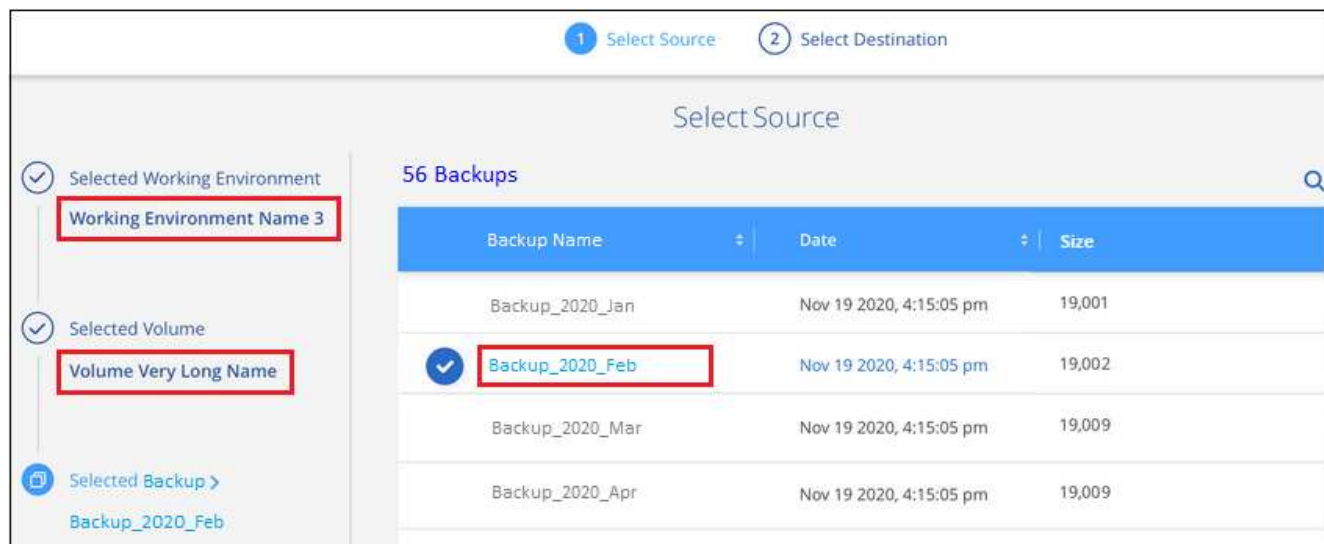 1 Select Source 2 Select Destination
Select Source
Selected Working Environment
Working Environment Name 3
Selected Volume
Volume Very Long Name
Selected Backup >
Backup_2020_Feb
56 Backups
Backup Name Date Size
Backup_2020_Jan Nov 19 2020, 4:15:05 pm 19,001
Backup_2020_Feb Nov 19 2020, 4:15:05 pm 19,002
Backup_2020_Mar Nov 19 2020, 4:15:05 pm 19,009
Backup_2020_Apr Nov 19 2020, 4:15:05 pm 19,009